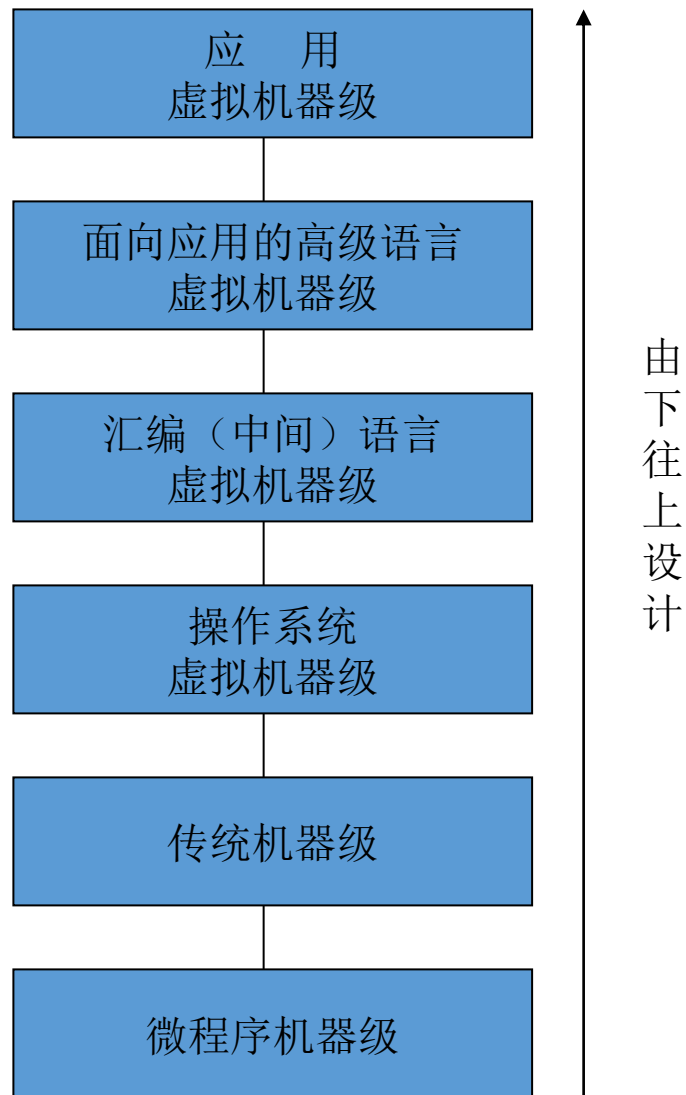 应 用
虚拟机器级
面向应用的高级语言
虚拟机器级
汇编（中间）语言
虚拟机器级
操作系统
虚拟机器级
传统机器级
微程序机器级
由下往上设计